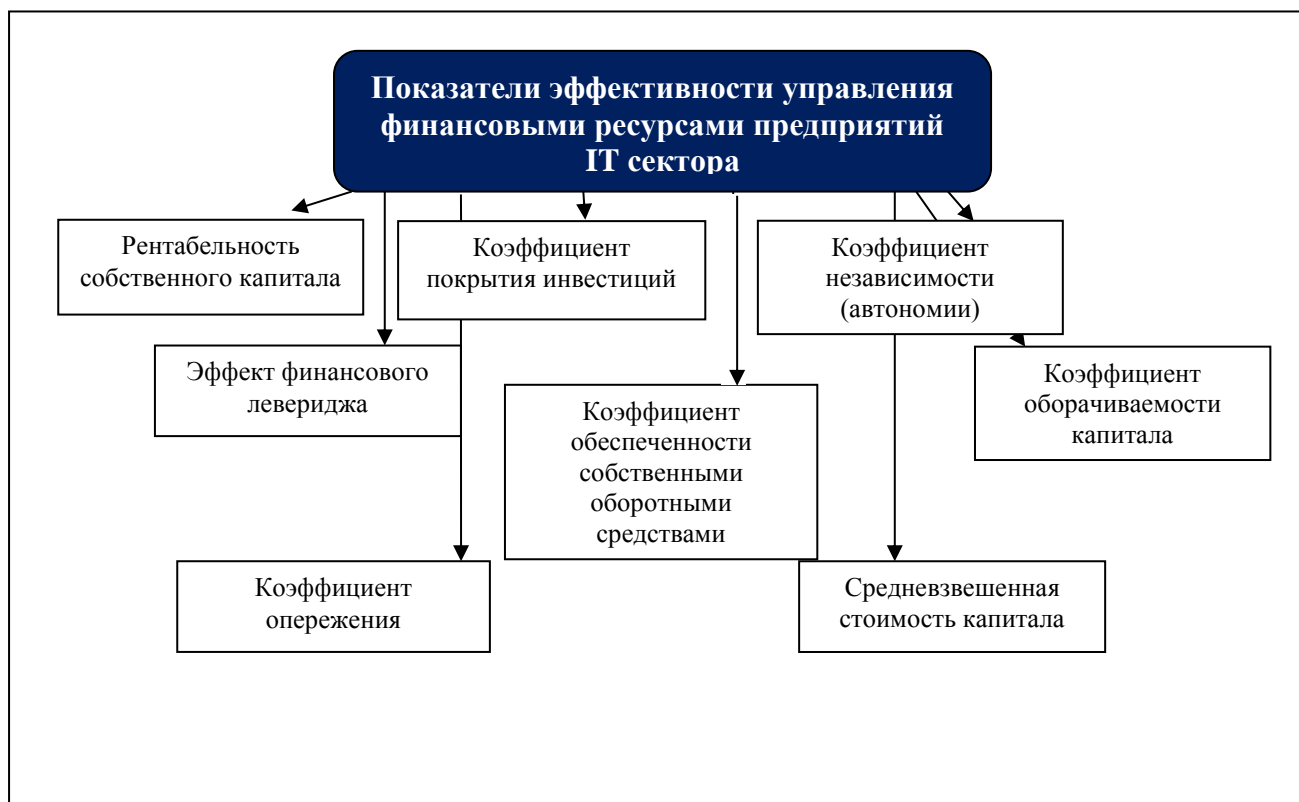 Показатели эффективности управления
финансовыми ресурсами предприятий
IT сектора
Рентабельность
собственного капитала
Коэффициент
покрытия инвестиций
Коэффициент
независимости
(автономии)
Эффект финансового
левериджа
Коэффициент
обеспеченности
собственными
оборотными
средствами
Коэффициент
оборачиваемости
капитала
Коэффициент
опережения
Средневзвешенная
стоимость капитала